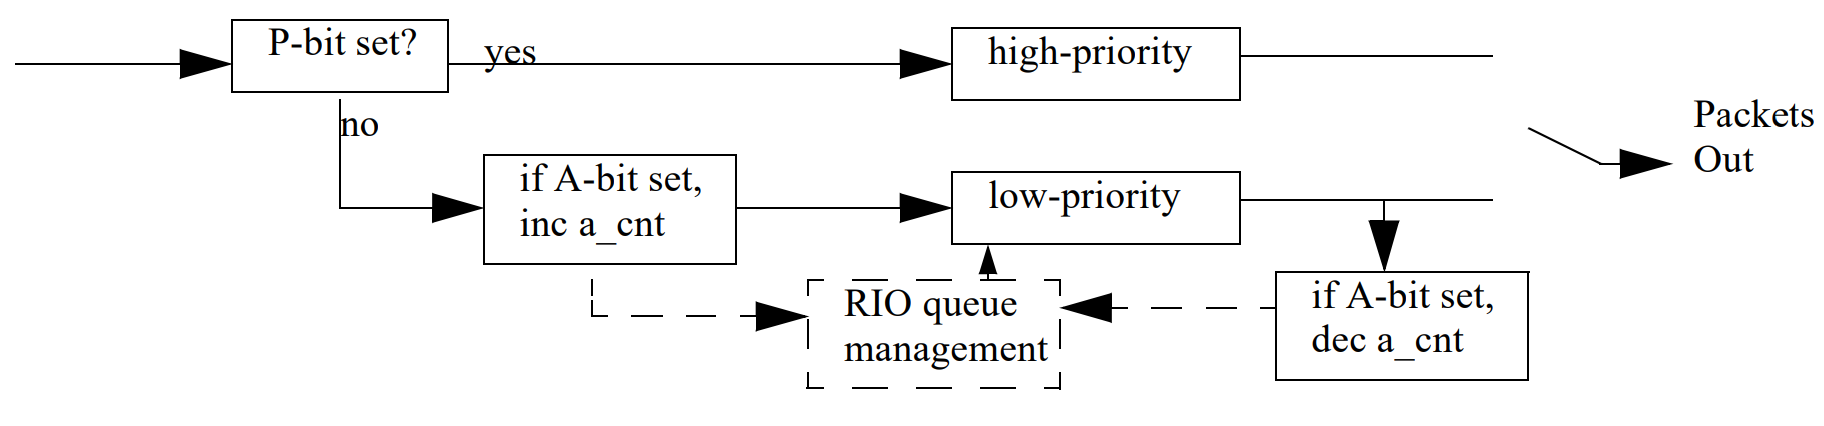 P-bit set?
yes
high-priority
no
Packets
Out
if A-bit set,
inc a_cnt
low-priority
RIO queue
management
if A-bit set,
dec a_cnt